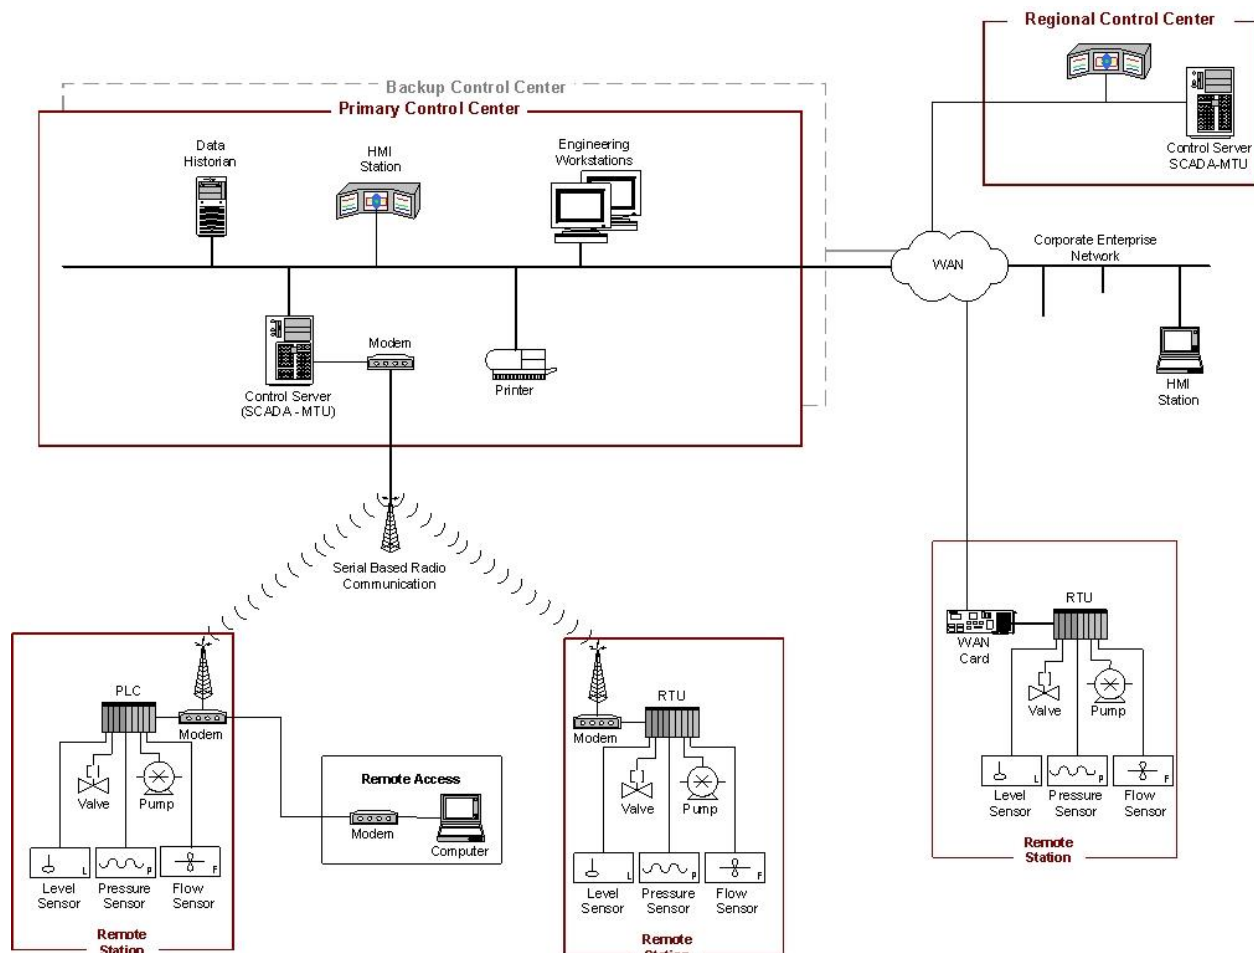 Regional Control Center
Control Server
SCADA-MTU
Backup Control Center
Primary Control Center
Data
Historian
HMI
Station
Engineering
Workstations
Control Server
(SCADA - MTU)
Modem
Printer
WAN
Corporate Enterprise
Network
HMI
Station
Serial Based Radio
Communication
PLC
Modem
Valve
Pump
L
P
F
Level
Sensor
Pressure
Sensor
Flow
Sensor
Remote
Station
Remote Access
Modem
Computer
RTU
Modem
Valve
Pump
L
P
F
Level
Sensor
Pressure
Sensor
Flow
Sensor
Remote
Station
RTU
WAN
Card
Valve
Pump
L
P
F
Level
Sensor
Pressure
Sensor
Flow
Sensor
Remote
Station